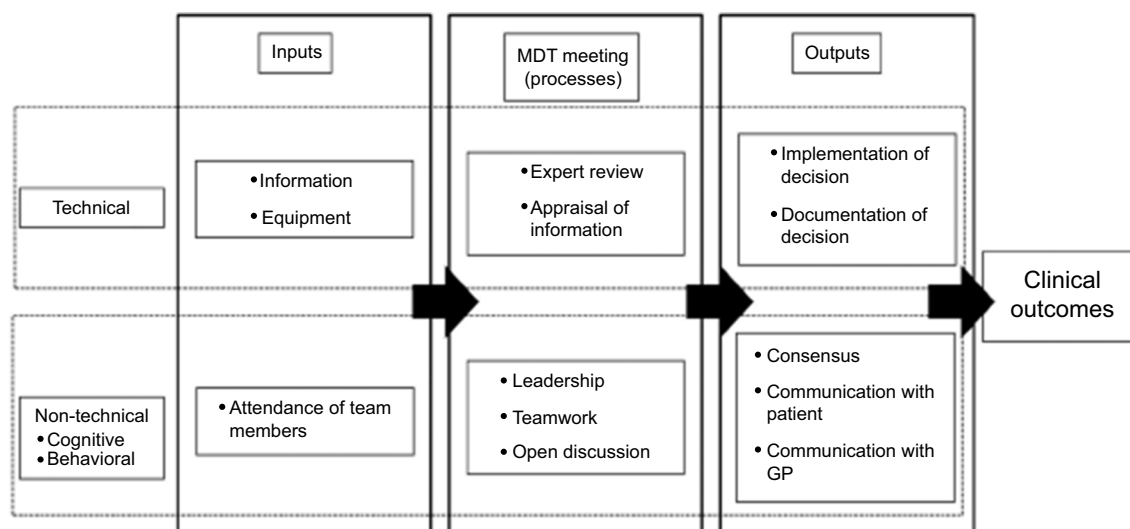 Inputs
MDT meeting
(processes)
Outputs
Technical
• Information
• Equipment
• Expert review
• Appraisal of
information
• Implementation of
decision
• Documentation of
decision
Clinical
outcomes
Non-technical
• Cognitive
• Behavioral
• Attendance of team
members
• Leadership
• Teamwork
• Open discussion
• Consensus
• Communication with
patient
• Communication with
GP